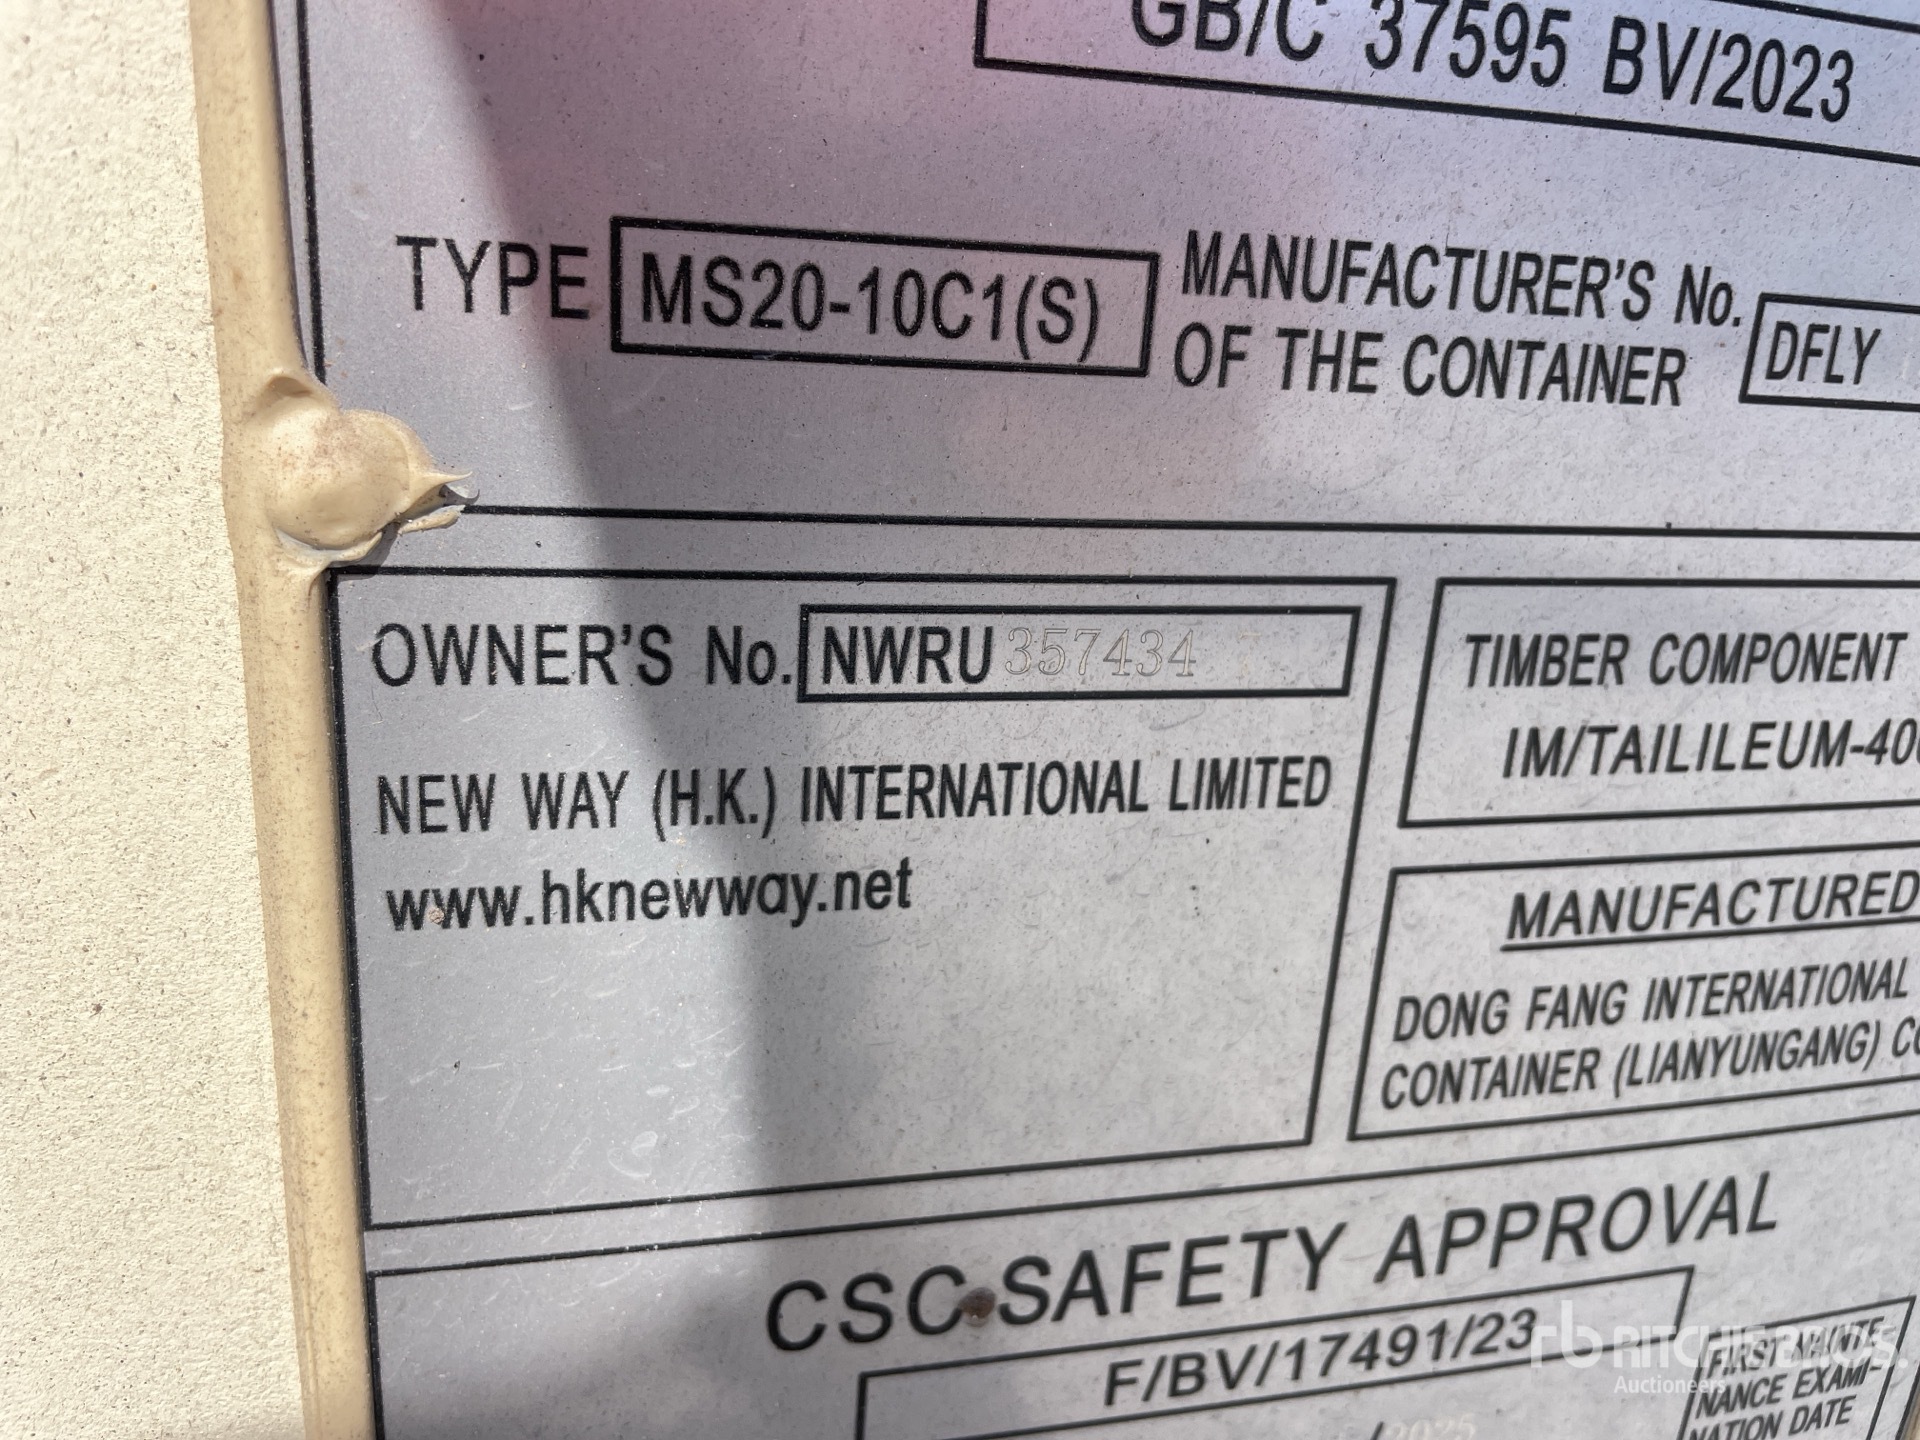 GB/C 37595 BV/2023
TYPE MS20-10C1(S) MANUFACTURER'S No. OF THE CONTAINER DFLY
OWNER'S No. NWRU 357434
NEW WAY (H.K.) INTERNATIONAL LIMITED
www.hknewway.net
TIMBER COMPONENT
IM/TAILILEUM-40
MANUFACTURED
DONG FANG INTERNATIONAL
CONTAINER (LIANYUNGANG)
CSC SAFETY APPROVAL
F/BV/17491/23
FIRST MAINTE-
NANCE EXAMI-
NATION DATE
rb RITCHIE BROS.
Auctioneers